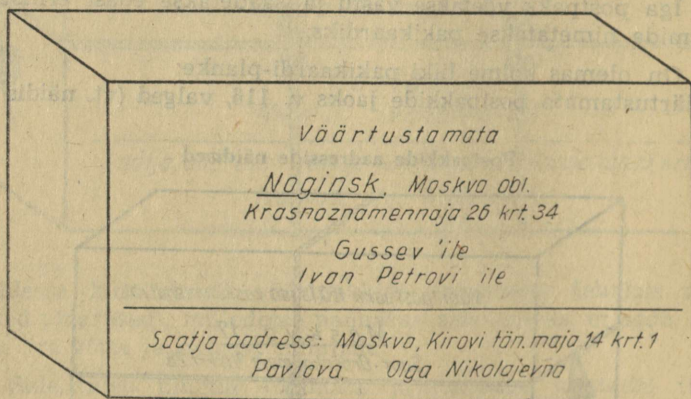 Väärtustamata
Noginsk, Moskva obl.
Krasnoznamennaja 26 krt. 34
Gussev'ile
Ivan Petrovi ile
Saatja aadress: Moskva, Kirovi tän. maja 14 krt. 1
Pavlova, Olga Nikolajevna